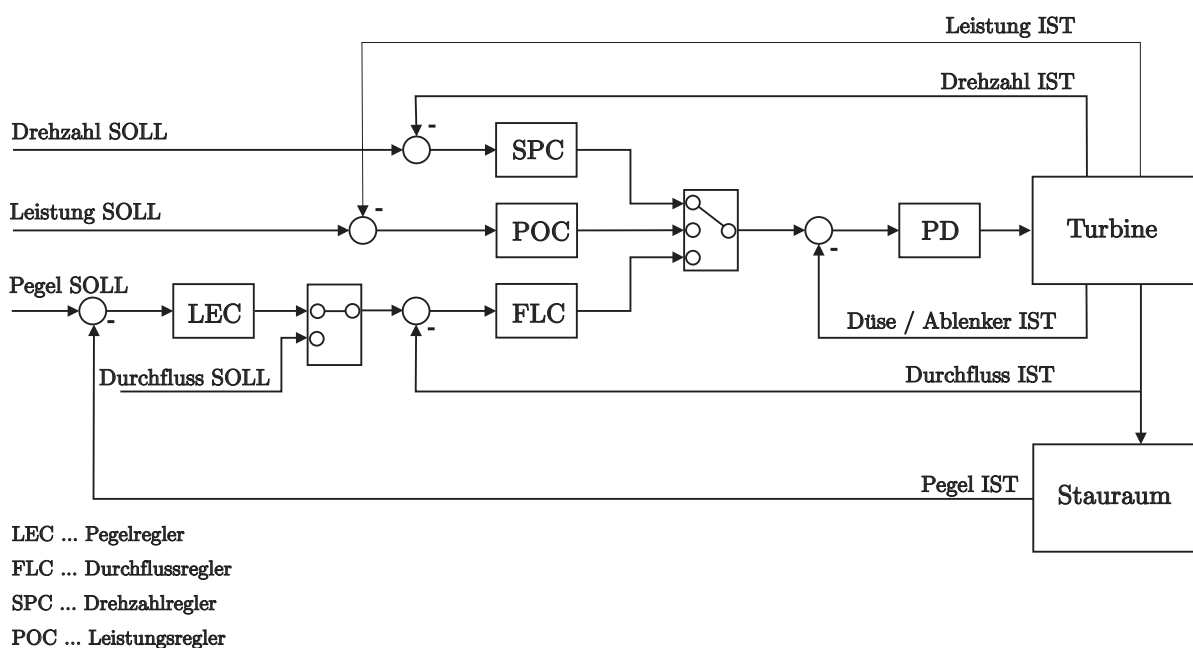 Leistung IST
Drehzahl IST
Drehzahl SOLL
-
SPC
Leistung SOLL
-
POC
PD
Turbine
-
Pegel SOLL
-
LEC
-
FLC
Düse / Ablenker IST
Durchfluss SOLL
Durchfluss IST
Pegel IST
Stauraum
LEC ... Pegelregler
FLC ... Durchflussregler
SPC ... Drehzahlregler
POC ... Leistungsregler